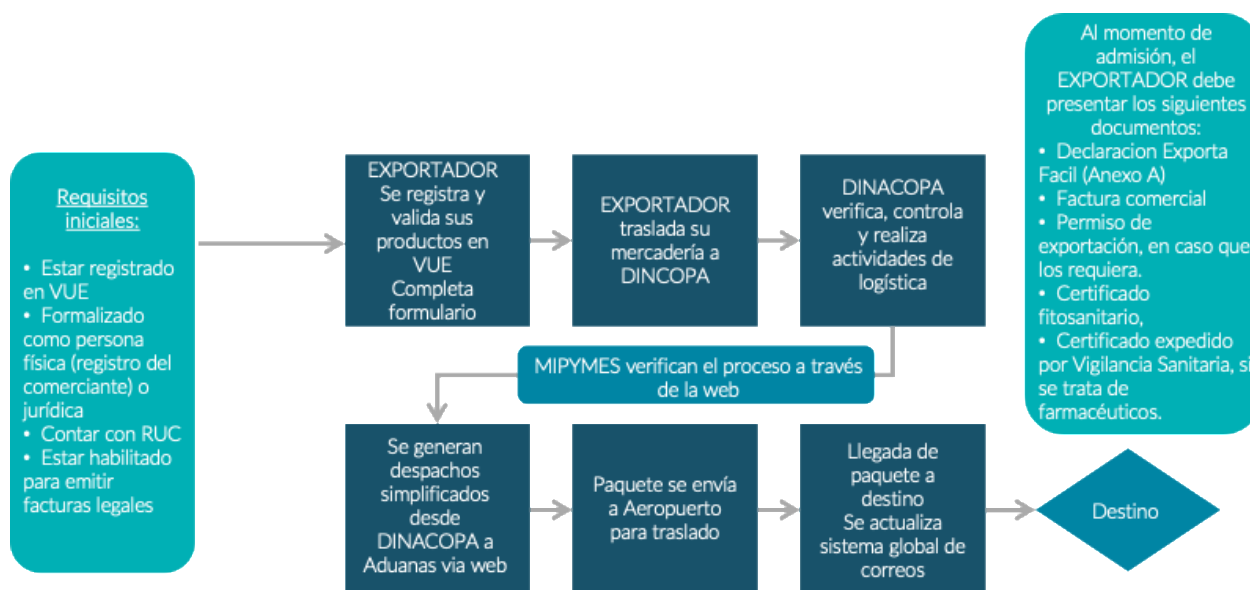 Requisitos
iniciales:
• Estar registrado
en VUE
• Formalizado
como persona
física (registro del
comerciante) o
jurídica
• Contar con RUC
• Estar habilitado
para emitir
facturas legales
EXPORTADOR
Se registra y
valida sus
productos en
VUE
Completa
formulario
EXPORTADOR
traslada su
mercadería a
DINCOPA
DINACOPA
verifica, controla
y realiza
actividades de
logística
Al momento de
admisión, el
EXPORTADOR debe
presentar los siguientes
documentos:
• Declaracion Exporta
Facil (Anexo A)
• Factura comercial
• Permiso de
exportación, en caso que
los requiera.
• Certificado
fitosanitario,
• Certificado expedido
por Vigilancia Sanitaria, si
se trata de
farmacéuticos.
MIPYMES verifican el proceso a través
de la web
Se generan
despachos
simplificados
desde
DINACOPA a
Aduanas via web
Paquete se envía
a Aeropuerto
para traslado
Llegada de
paquete a
destino
Se actualiza
sistema global de
correos
Destino